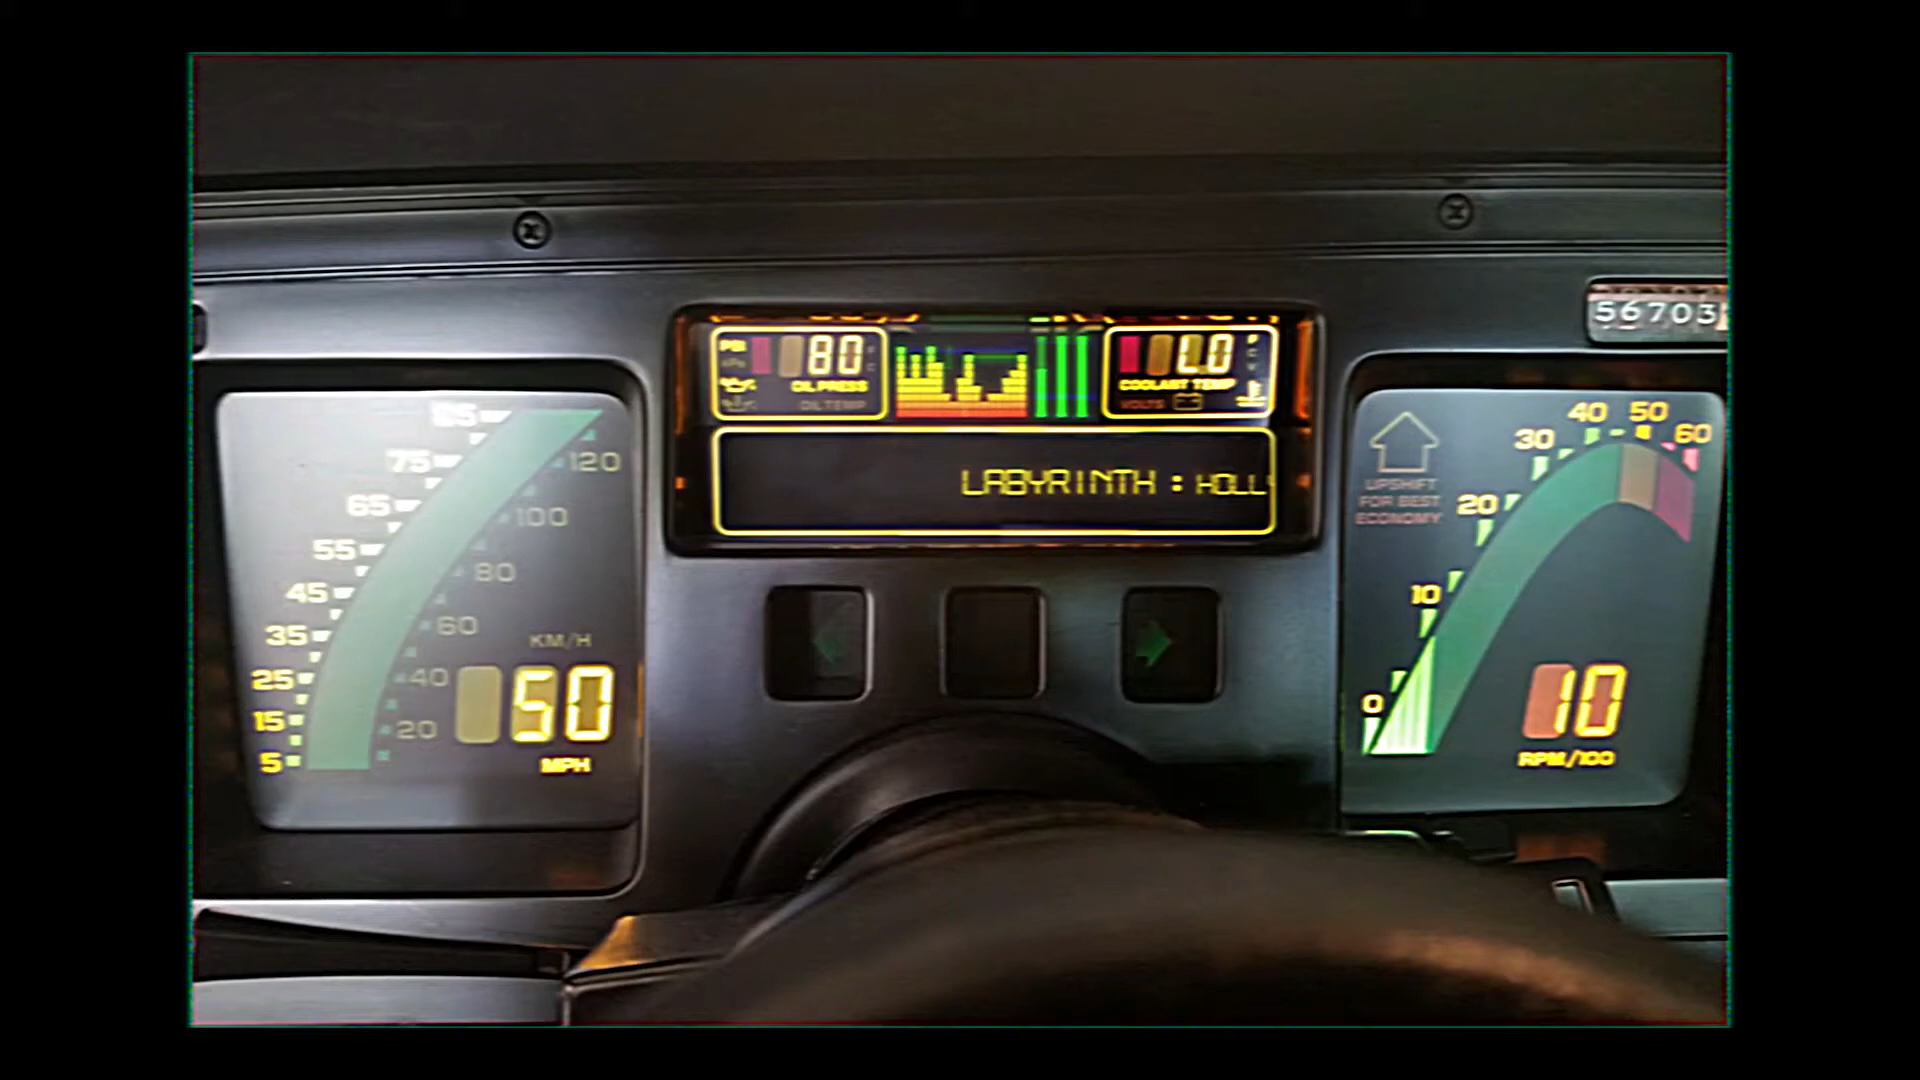 56703
PSI
80
OIL PRESS
OIL TEMP
LO
COOLANT TEMP
VOLTS
LABYRINTH : HOLL
85
75
65
55
45
35
25
15
5
120
100
80
60
40
20
KM/H
50
MPH
UPSHIFT
FOR BEST
ECONOMY
0
10
20
30
40
50
60
10
RPM/100